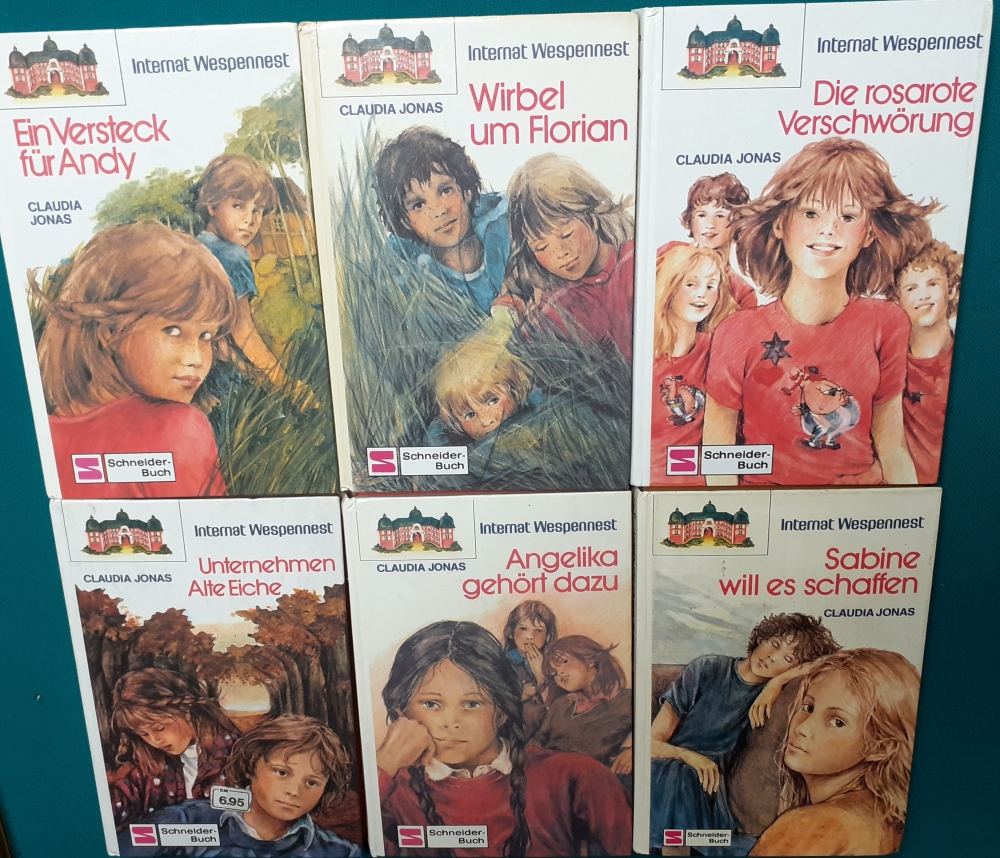 Internat Wespennest
Ein Versteck
für Andy
CLAUDIA
JONAS
Schneider-
Buch
Internat Wespennest
CLAUDIA JONAS
Wirbel
um Florian
Schneider-
Buch
Internat Wespennest
Die rosarote
Verschwörung
CLAUDIA JONAS
Schneider-
Buch
Internat Wespennest
Unternehmen
Alte Eiche
CLAUDIA JONAS
DM
6.95
Schneider-
Buch
Internat Wespennest
Angelika
gehört dazu
CLAUDIA JONAS
Schneider-
Buch
Internat Wespennest
Sabine
will es schaffen
CLAUDIA JONAS
Schneider-
Buch